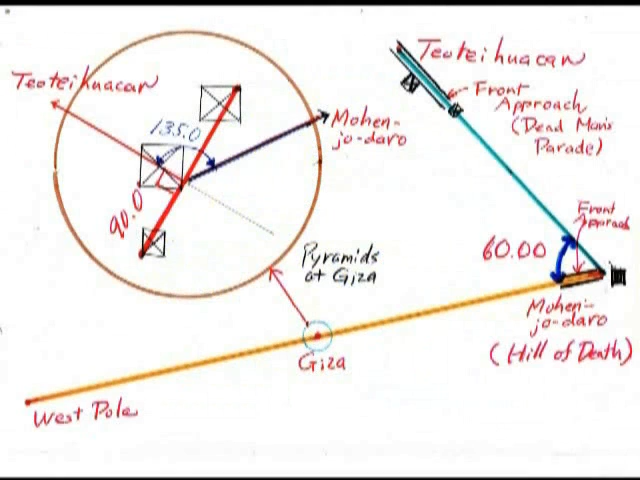 Teoteihuacan
135.0
90.0
Mohen-
jo-daro
Pyramids
at Giza
Giza
West Pole
Teoteihuacan
Front
Approach
(Dead Man's
Parade)
Front
Approach
60.00
Mohen-
jo-daro
(Hill of Death)